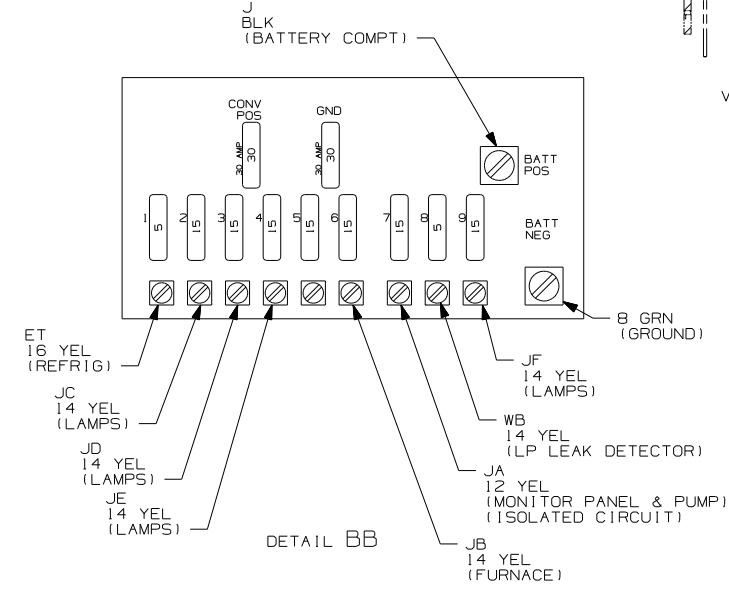 J
BLK
(BATTERY COMPT)
CONV
POS
GND
30 AMP
30
30 AMP
30
BATT
POS
1
5
2
15
3
15
4
15
5
15
6
15
7
15
8
5
9
15
BATT
NEG
8 GRN
(GROUND)
ET
16 YEL
(REFRIG)
JC
14 YEL
(LAMPS)
JD
14 YEL
(LAMPS)
JE
14 YEL
(LAMPS)
JF
14 YEL
(LAMPS)
WB
14 YEL
(LP LEAK DETECTOR)
JA
12 YEL
(MONITOR PANEL & PUMP)
(ISOLATED CIRCUIT)
JB
14 YEL
(FURNACE)
DETAIL BB